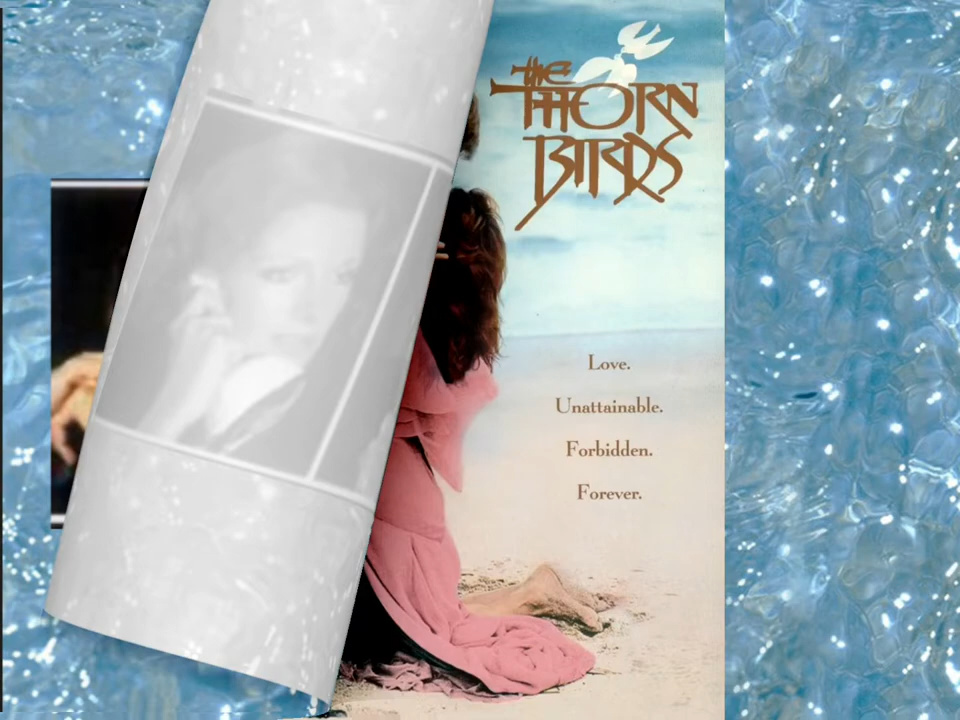 the
THORN
BIRDS
Love.
Unattainable.
Forbidden.
Forever.